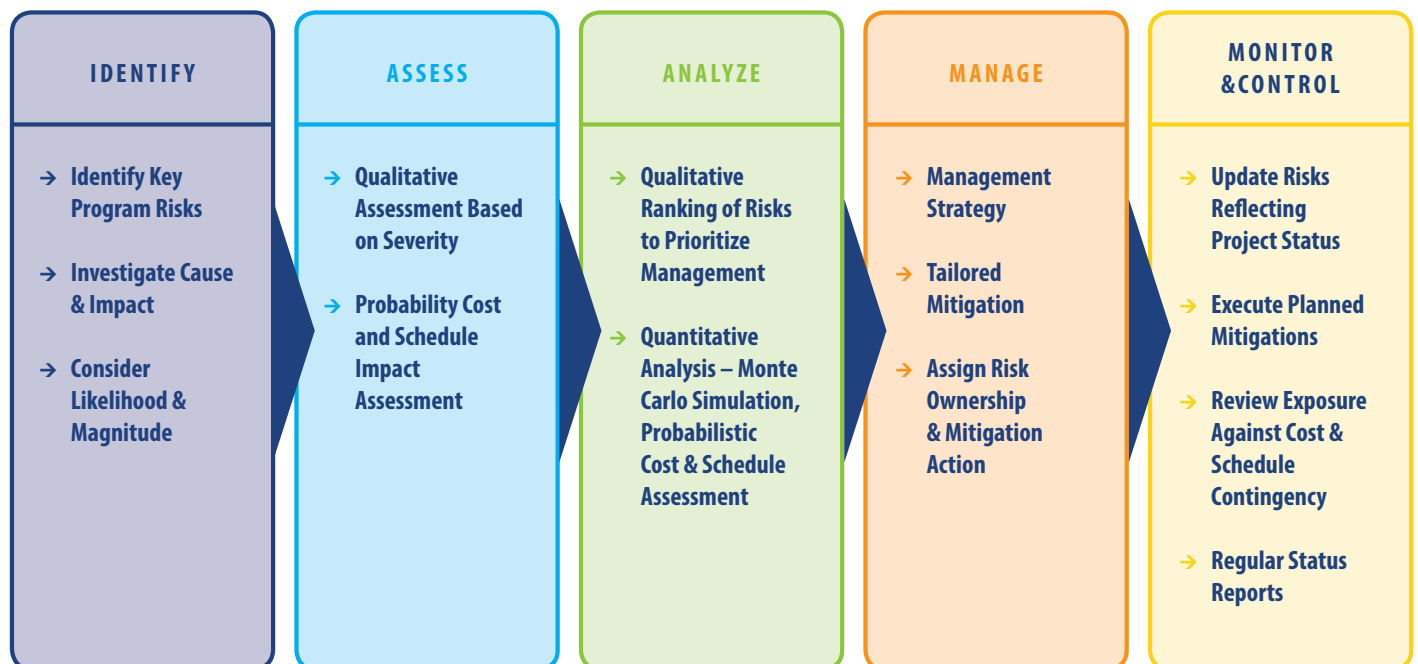 IDENTIFY
→ Identify Key
Program Risks
→ Investigate Cause
& Impact
→ Consider
Likelihood &
Magnitude
ASSESS
→ Qualitative
Assessment Based
on Severity
→ Probability Cost
and Schedule
Impact
Assessment
ANALYZE
→ Qualitative
Ranking of Risks
to Prioritize
Management
→ Quantitative
Analysis – Monte
Carlo Simulation,
Probabilistic
Cost & Schedule
Assessment
MANAGE
→ Management
Strategy
→ Tailored
Mitigation
→ Assign Risk
Ownership
& Mitigation
Action
MONITOR
&CONTROL
→ Update Risks
Reflecting
Project Status
→ Execute Planned
Mitigations
→ Review Exposure
Against Cost &
Schedule
Contingency
→ Regular Status
Reports